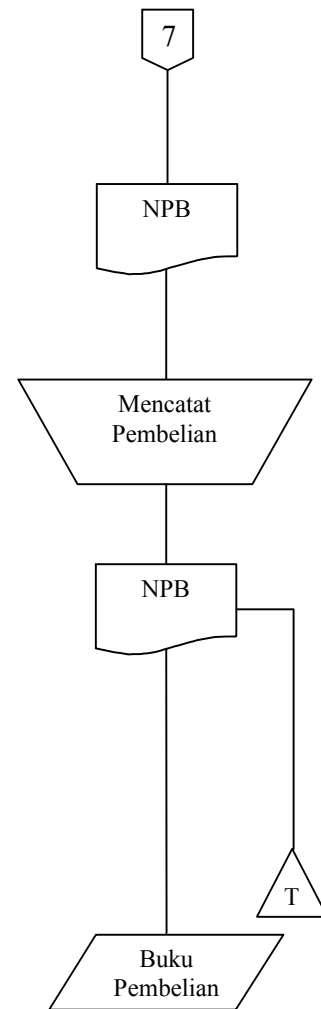 7
NPB
Mencatat
Pembelian
NPB
T
Buku
Pembelian